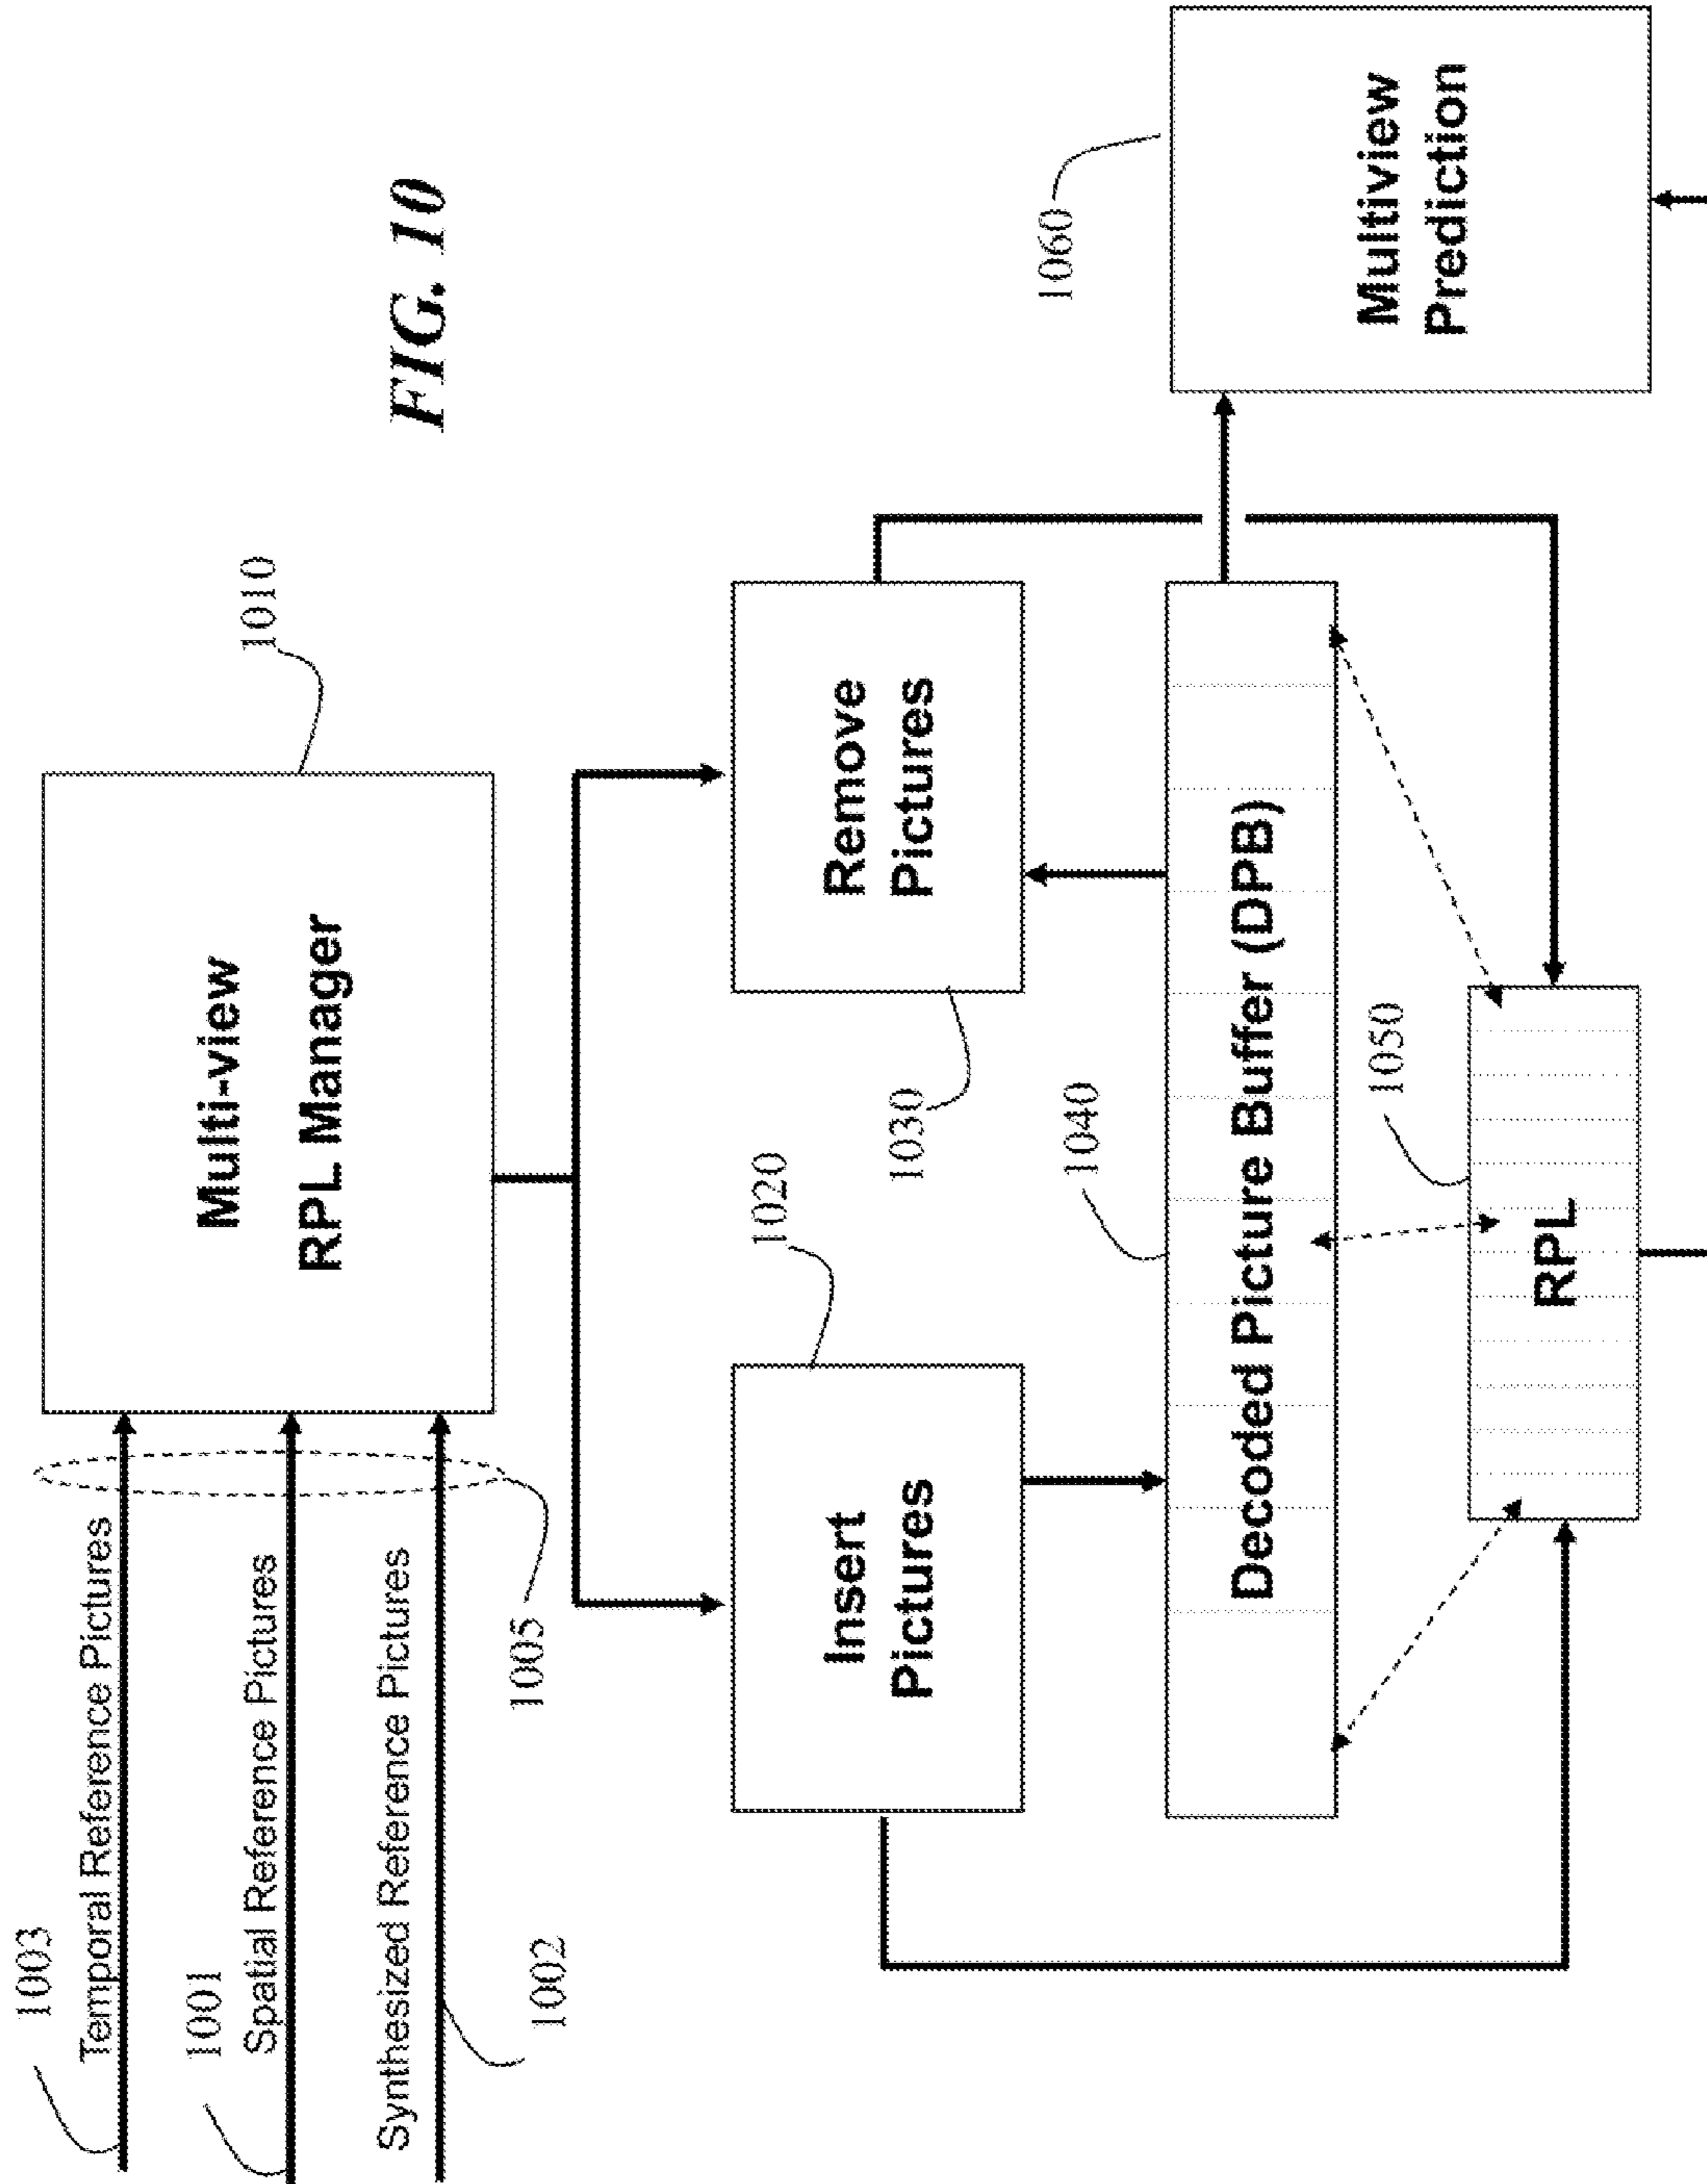 FIG. 10
1003
Temporal Reference Pictures
1001
Spatial Reference Pictures
Synthesized Reference Pictures
1002
1005
Multi-view
RPL Manager
1010
Insert
Pictures
1020
Remove
Pictures
1030
1040
Decoded Picture Buffer (DPB)
1050
RPL
1060
Multiview
Prediction